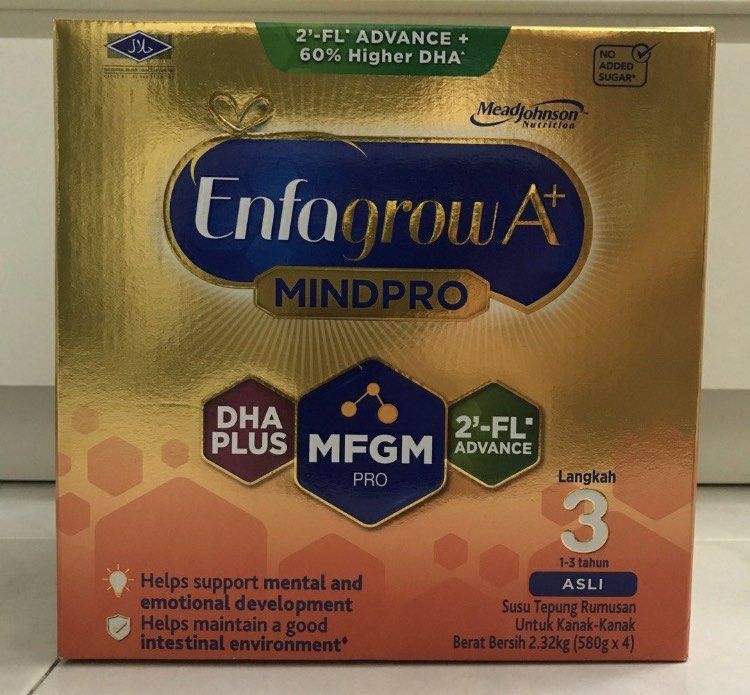 2'-FL* ADVANCE +
60% Higher DHA^
حلال
NO
ADDED
SUGAR*
MeadJohnson™
Nutrition
Enfagrow A+
MINDPRO
DHA
PLUS
MFGM
PRO
2'-FL*
ADVANCE
Langkah
3
1-3 tahun
ASLI
Susu Tepung Rumusan
Untuk Kanak-Kanak
Berat Bersih 2.32kg (580g x 4)
Helps support mental and
emotional development
Helps maintain a good
intestinal environment♦